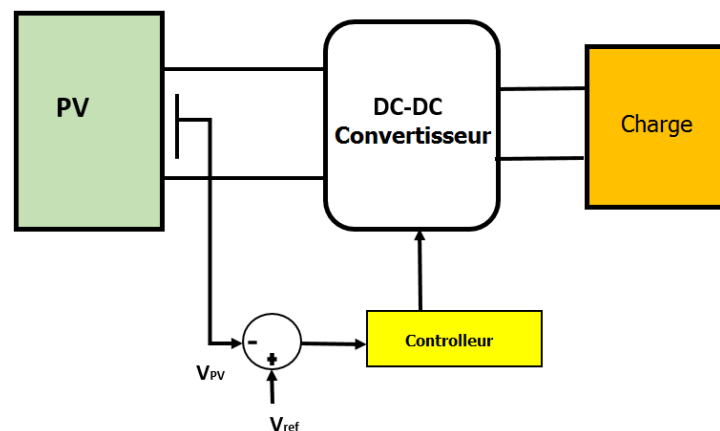 PV
DC-DC
Convertisseur
Charge
Controlleur
-
+
VPV
Vref